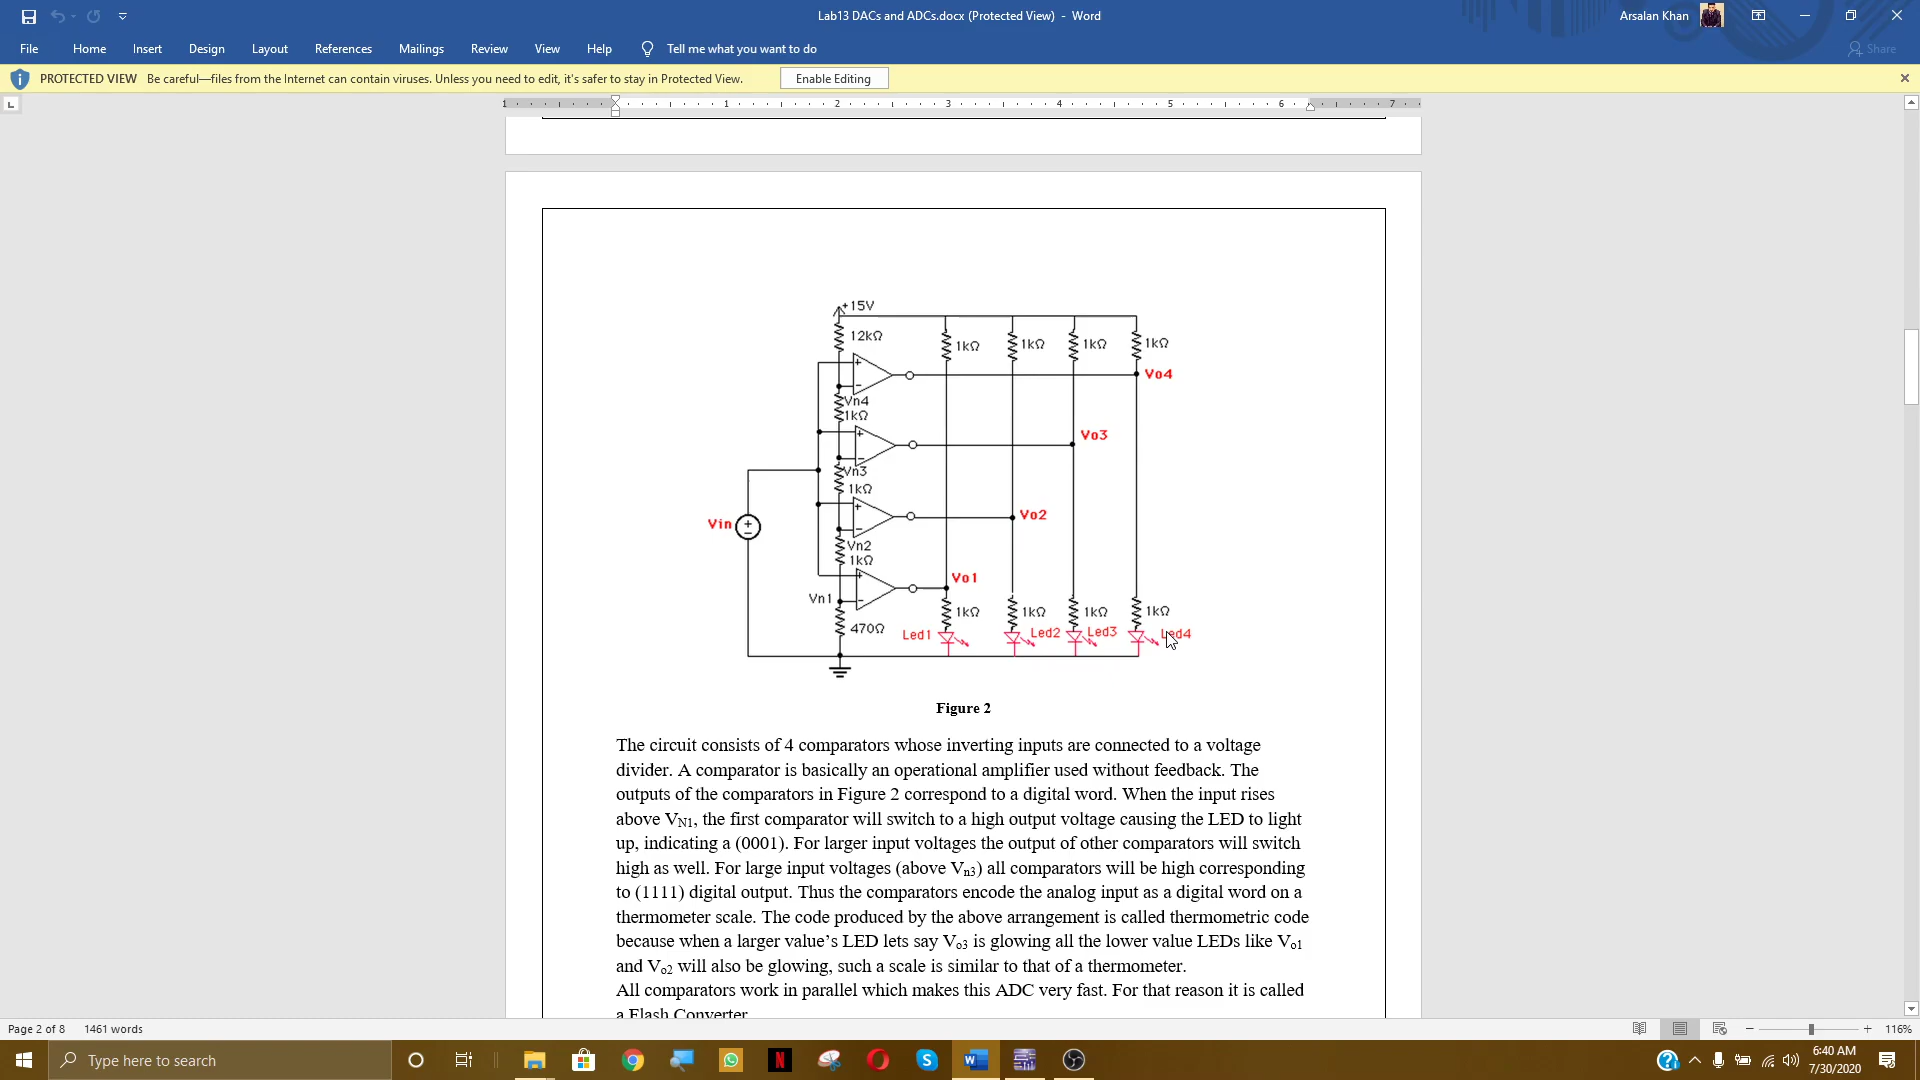 Lab13 DACs and ADCs.docx (Protected View) - Word
Arsalan Khan
File Home Insert Design Layout References Mailings Review View Help Tell me what you want to do Share
PROTECTED VIEW Be careful—files from the Internet can contain viruses. Unless you need to edit, it's safer to stay in Protected View. Enable Editing
1 1 2 3 4 5 6 7
+15V
12kΩ 1kΩ 1kΩ 1kΩ 1kΩ
Vo4
Vn4
1kΩ
Vo3
Vn3
1kΩ
Vo2
Vin
Vn2
1kΩ
Vo1
Vn1
1kΩ 1kΩ 1kΩ 1kΩ
470Ω
Led1 Led2 Led3 Led4
Figure 2
The circuit consists of 4 comparators whose inverting inputs are connected to a voltage
divider. A comparator is basically an operational amplifier used without feedback. The
outputs of the comparators in Figure 2 correspond to a digital word. When the input rises
above VN1, the first comparator will switch to a high output voltage causing the LED to light
up, indicating a (0001). For larger input voltages the output of other comparators will switch
high as well. For large input voltages (above Vn3) all comparators will be high corresponding
to (1111) digital output. Thus the comparators encode the analog input as a digital word on a
thermometer scale. The code produced by the above arrangement is called thermometric code
because when a larger value’s LED lets say Vo3 is glowing all the lower value LEDs like Vo1
and Vo2 will also be glowing, such a scale is similar to that of a thermometer.
All comparators work in parallel which makes this ADC very fast. For that reason it is called
a Flash Converter
Page 2 of 8 1461 words
116%
Type here to search
6:40 AM
7/30/2020